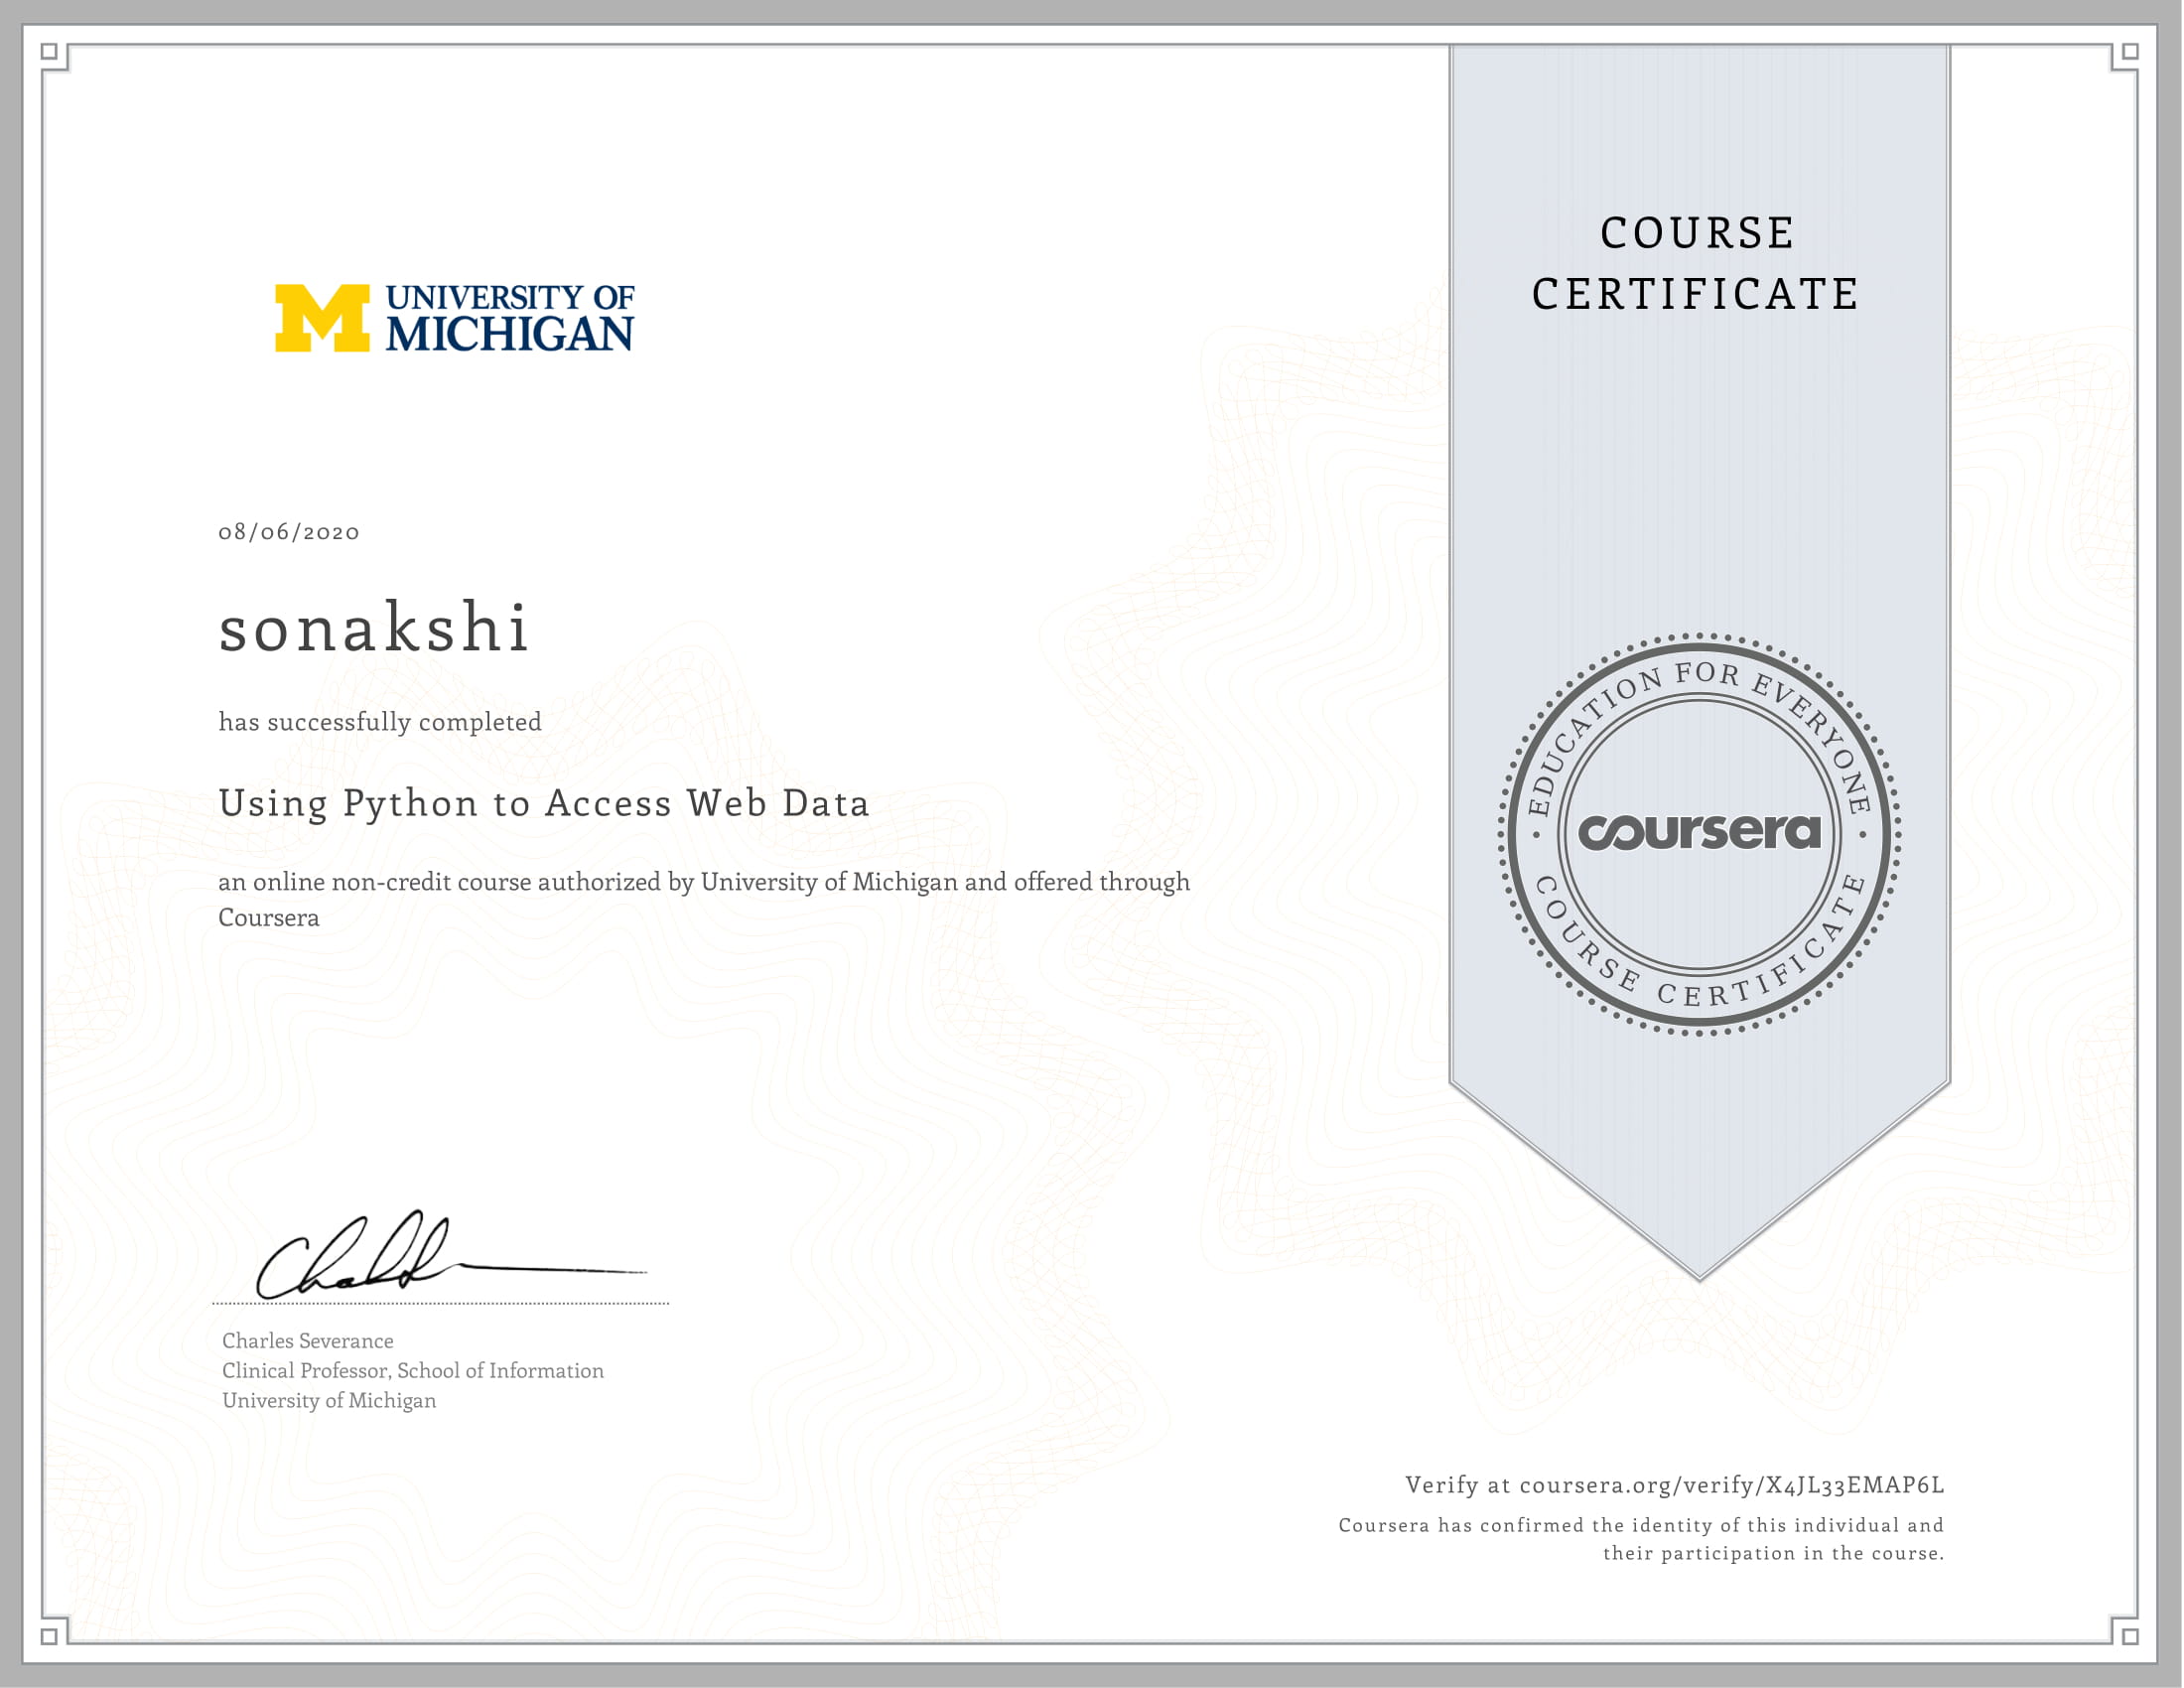 UNIVERSITY OF
MICHIGAN
COURSE
CERTIFICATE
08/06/2020
sonakshi
has successfully completed
Using Python to Access Web Data
an online non-credit course authorized by University of Michigan and offered through
Coursera
EDUCATION FOR EVERYONE
coursera
COURSE CERTIFICATE
Charles Severance
Clinical Professor, School of Information
University of Michigan
Verify at coursera.org/verify/X4JL33EMAP6L
Coursera has confirmed the identity of this individual and
their participation in the course.